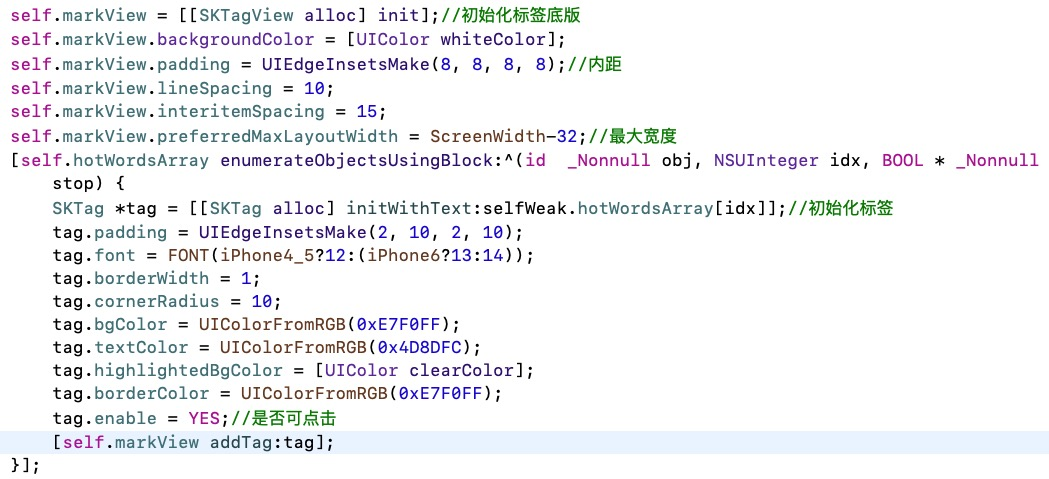 self.markView = [[SKTagView alloc] init];//初始化标签底版
self.markView.backgroundColor = [UIColor whiteColor];
self.markView.padding = UIEdgeInsetsMake(8, 8, 8, 8);//内距
self.markView.lineSpacing = 10;
self.markView.interitemSpacing = 15;
self.markView.preferredMaxLayoutWidth = ScreenWidth-32;//最大宽度
[self.hotWordsArray enumerateObjectsUsingBlock:^(id  _Nonnull obj, NSUInteger idx, BOOL * _Nonnull
    stop) {
    SKTag *tag = [[SKTag alloc] initWithText:selfWeak.hotWordsArray[idx]];//初始化标签
    tag.padding = UIEdgeInsetsMake(2, 10, 2, 10);
    tag.font = FONT(iPhone4_5?12:(iPhone6?13:14));
    tag.borderWidth = 1;
    tag.cornerRadius = 10;
    tag.bgColor = UIColorFromRGB(0xE7F0FF);
    tag.textColor = UIColorFromRGB(0x4D8DFC);
    tag.highlightedBgColor = [UIColor clearColor];
    tag.borderColor = UIColorFromRGB(0xE7F0FF);
    tag.enable = YES;//是否可点击
    [self.markView addTag:tag];
}];